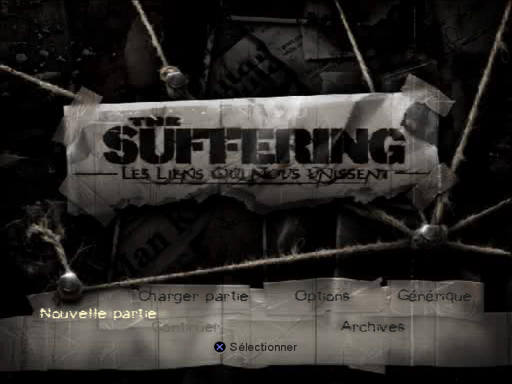 THE
SUFFERING
LES LIENS QUI NOUS UNISSENT
Charger partie Options Générique
Nouvelle partie
Continuer Archives
Sélectionner